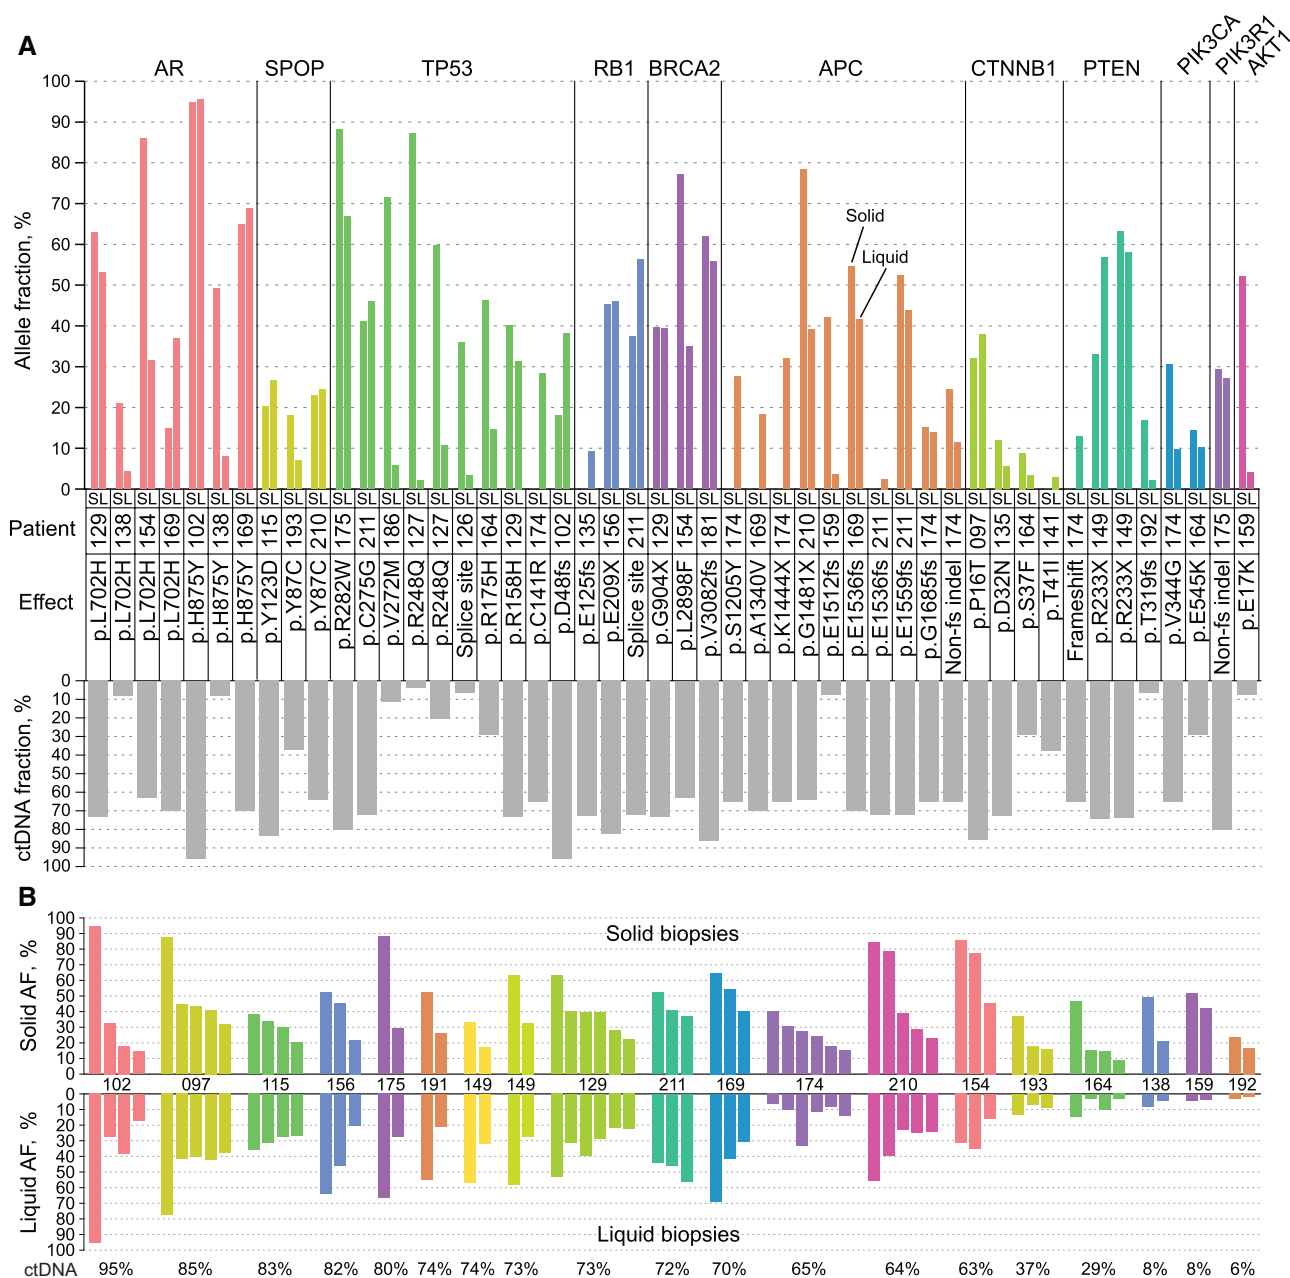 A
AR SPOP TP53 RB1 BRCA2 APC CTNNB1 PTEN PIK3CA PIK3R1 AKT1
Allele fraction, %
100
90
80
70
60
50
40
30
20
10
0
Solid
Liquid
SL SL SL SL SL SL SL SL SL SL SL SL SL SL SL SL SL SL SL SL SL SL SL SL SL SL SL SL SL SL SL SL SL SL SL SL SL SL SL SL SL SL SL SL SL SL SL SL
Patient 129 138 154 169 102 138 169 115 193 210 175 211 186 127 127 126 164 129 174 102 135 156 211 129 154 181 174 169 174 210 159 169 211 211 174 174 097 135 164 141 174 149 149 192 174 164 175 159
Effect p.L702H p.L702H p.L702H p.L702H p.H875Y p.H875Y p.H875Y p.Y123D p.Y87C p.Y87C p.R282W p.C275G p.V272M p.R248Q p.R248Q Splice site p.R175H p.R158H p.C141R p.D48fs p.E125fs p.E209X Splice site p.G904X p.L2898F p.V3082fs p.S1205Y p.A1340V p.K1444X p.G1481X p.E1512fs p.E1536fs p.E1536fs p.E1559fs p.G1685fs Non-fs indel p.P16T p.D32N p.S37F p.T41I Frameshift p.R233X p.R233X p.T319fs p.V344G p.E545K Non-fs indel p.E17K
ctDNA fraction, %
0
10
20
30
40
50
60
70
80
90
100
B
Solid AF, %
100
90
80
70
60
50
40
30
20
10
0
Solid biopsies
102 097 115 156 175 191 149 149 129 211 169 174 210 154 193 164 138 159 192
Liquid AF, %
0
10
20
30
40
50
60
70
80
90
100
Liquid biopsies
ctDNA 95% 85% 83% 82% 80% 74% 74% 73% 73% 72% 70% 65% 64% 63% 37% 29% 8% 8% 6%